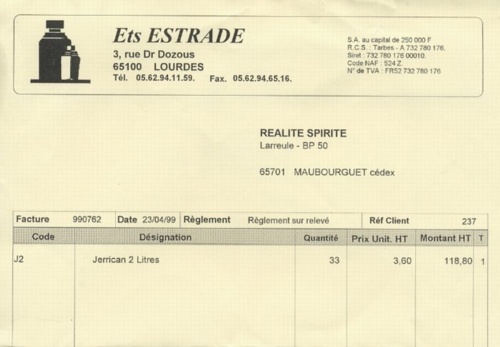 Ets ESTRADE
3, rue Dr Dozous
65100 LOURDES
Tél. 05.62.94.11.59. Fax. 05.62.94.65.16.
S.A. au capital de 250 000 F
R.C.S. : Tarbes - A 732 780 176.
Siret : 732 780 176 00010.
Code NAF : 524 Z
N° de TVA : FR52 732 780 176
REALITE SPIRITE
Larreule - BP 50
65701 MAUBOURGUET cédex
Facture 990762 Date 23/04/99 Règlement Règlement sur relevé Réf Client 237
Code Désignation Quantité Prix Unit. HT Montant HT T
J2 Jerrican 2 Litres 33 3,60 118,80 1